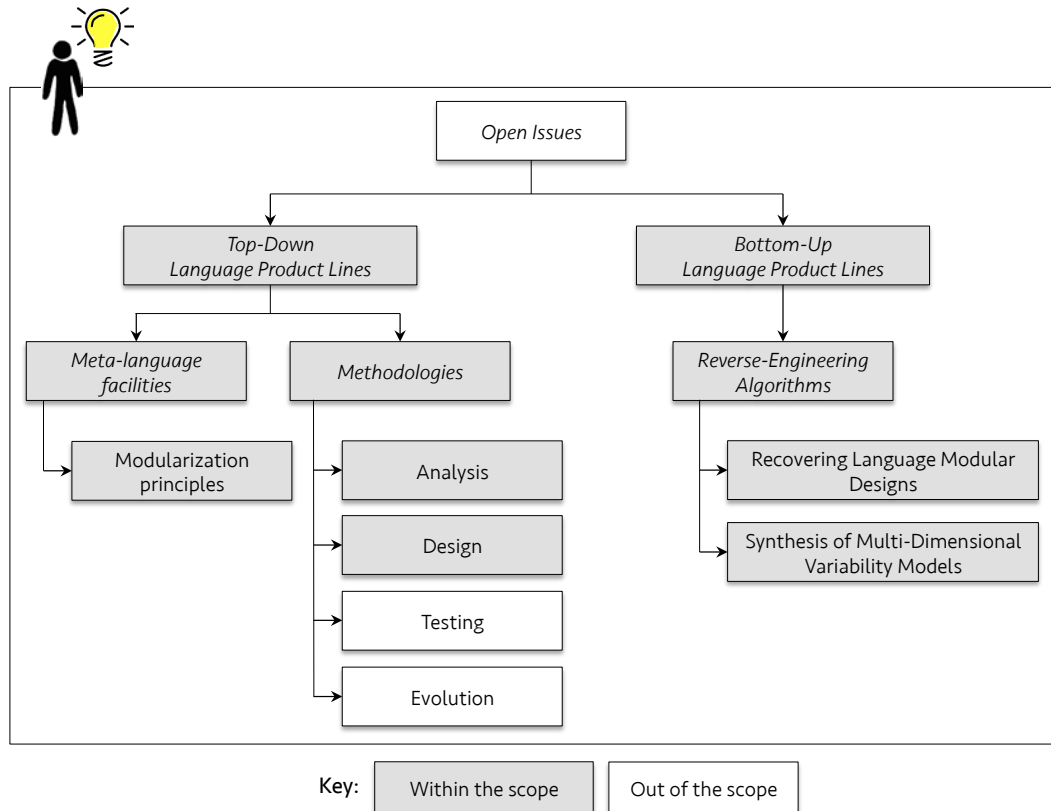 Open Issues
Top-Down
Language Product Lines
Bottom-Up
Language Product Lines
Meta-language
facilities
Methodologies
Reverse-Engineering
Algorithms
Modularization
principles
Analysis
Design
Testing
Evolution
Recovering Language Modular
Designs
Synthesis of Multi-Dimensional
Variability Models
Key:
Within the scope
Out of the scope